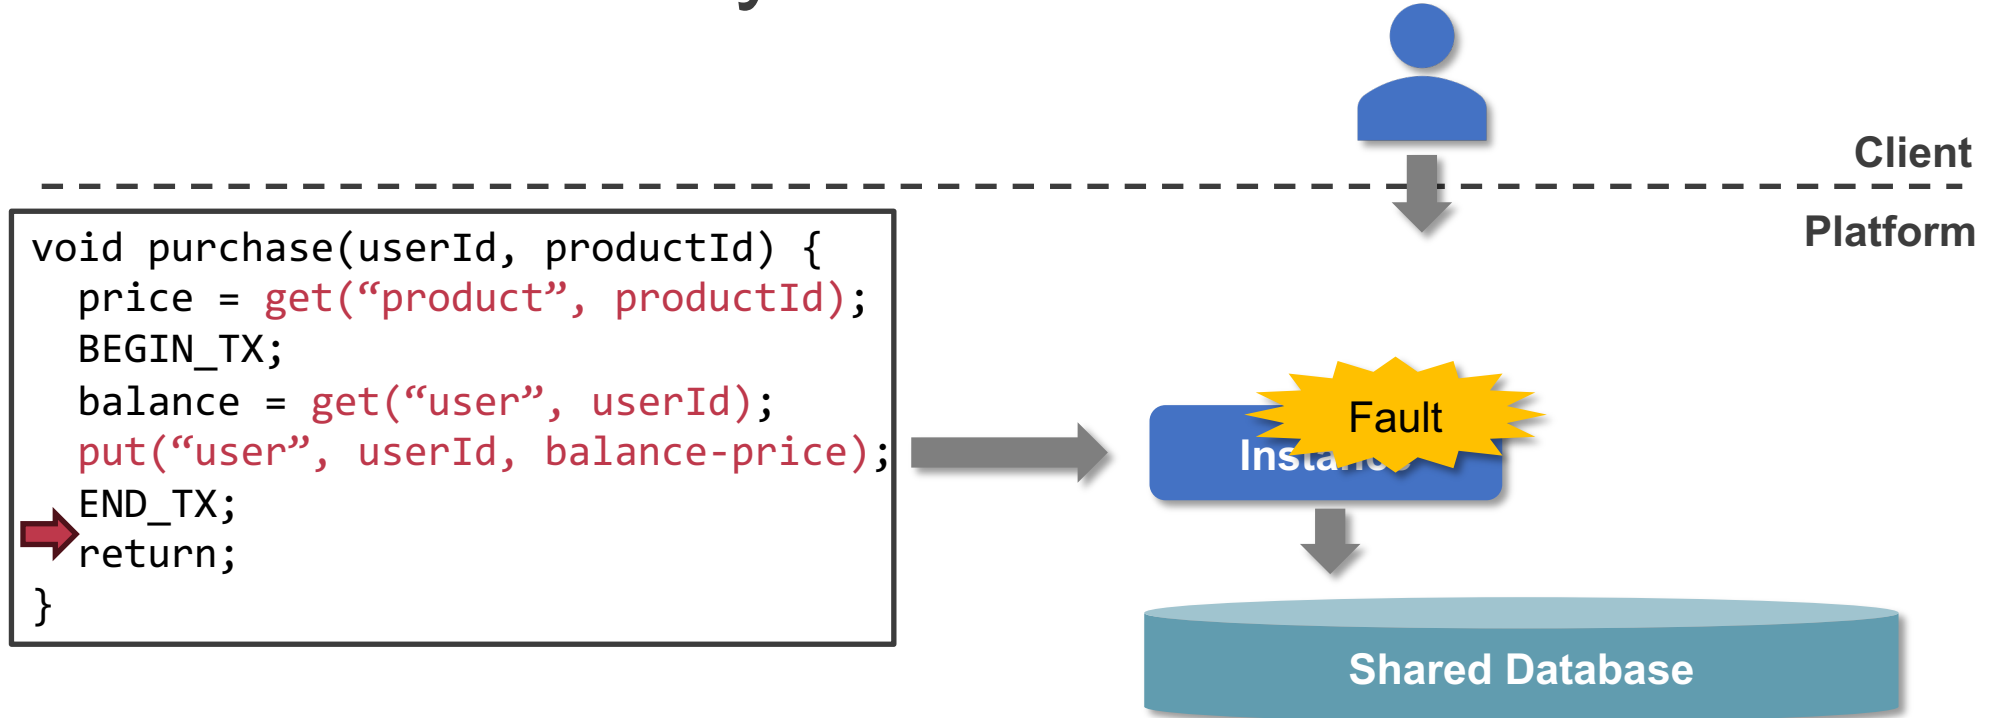 Client
Platform
void purchase(userId, productId) {
price = get(“product”, productId);
BEGIN_TX;
balance = get(“user”, userId);
put(“user”, userId, balance-price);
END_TX;
return;
}
Fault
Shared Database